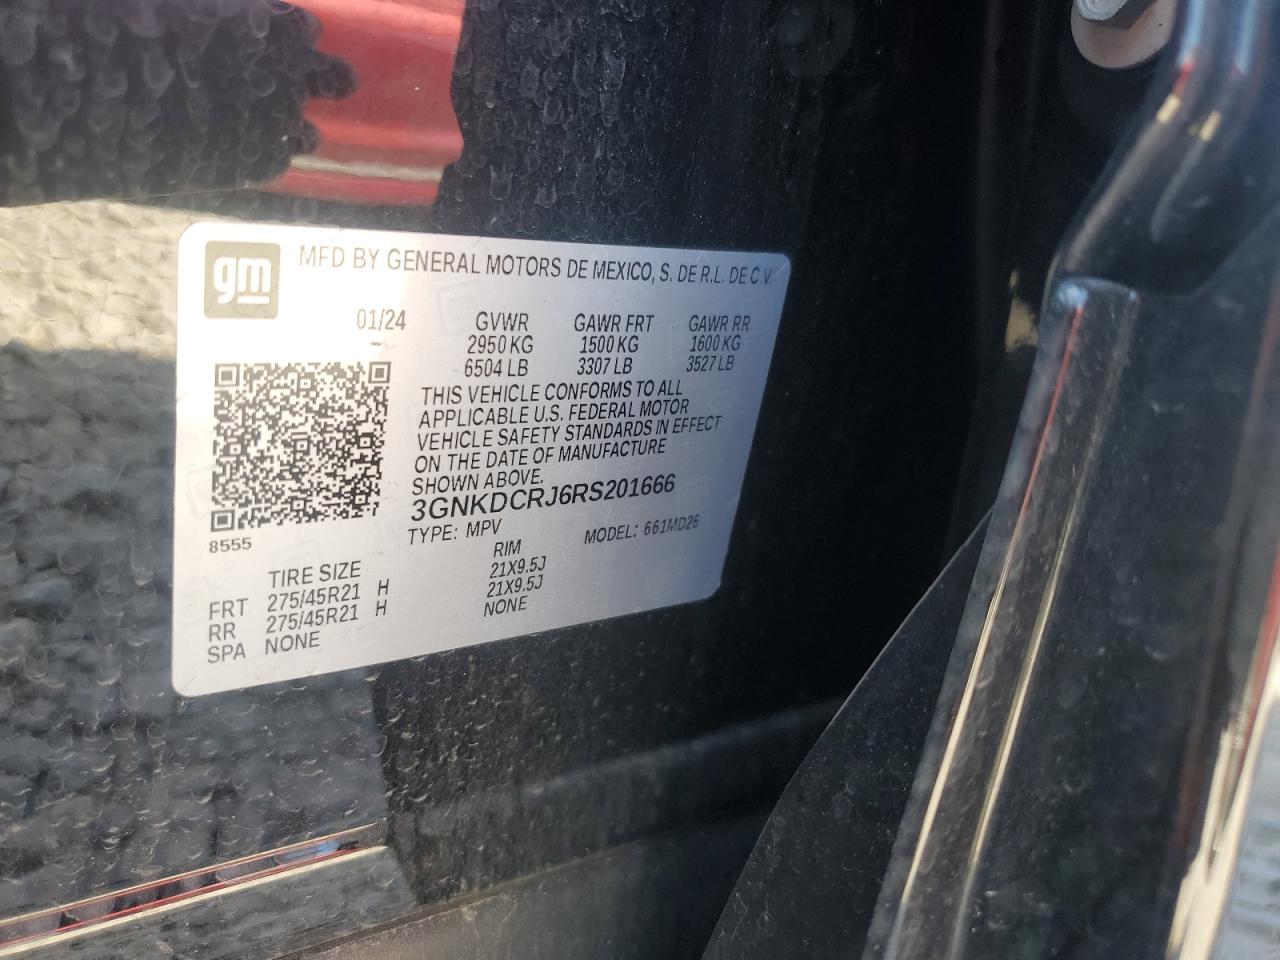 gm
MFD BY GENERAL MOTORS DE MEXICO, S. DE R.L. DE C.V.
01/24 GVWR GAWR FRT GAWR RR
2950 KG 1500 KG 1600 KG
6504 LB 3307 LB 3527 LB
THIS VEHICLE CONFORMS TO ALL
APPLICABLE U.S. FEDERAL MOTOR
VEHICLE SAFETY STANDARDS IN EFFECT
ON THE DATE OF MANUFACTURE
SHOWN ABOVE.
3GNKDCRJ6RS201666
8555 TYPE: MPV MODEL: 661MD26
TIRE SIZE RIM
FRT 275/45R21 H 21X9.5J
RR 275/45R21 H 21X9.5J
SPA NONE NONE